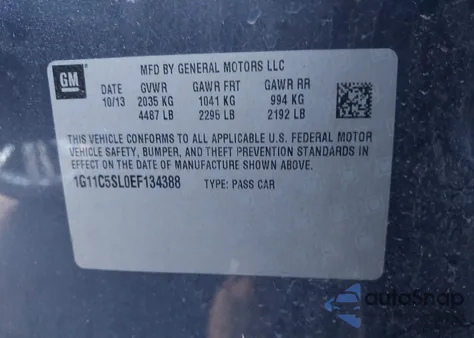 GM
MFD BY GENERAL MOTORS LLC
DATE GVWR GAWR FRT GAWR RR
10/13 2035 KG 1041 KG 994 KG
4487 LB 2295 LB 2192 LB
THIS VEHICLE CONFORMS TO ALL APPLICABLE U.S. FEDERAL MOTOR
VEHICLE SAFETY, BUMPER, AND THEFT PREVENTION STANDARDS IN
EFFECT ON THE DATE OF MANUFACTURE SHOWN ABOVE.
1G11C5SL0EF134388 TYPE: PASS CAR
autoSnap